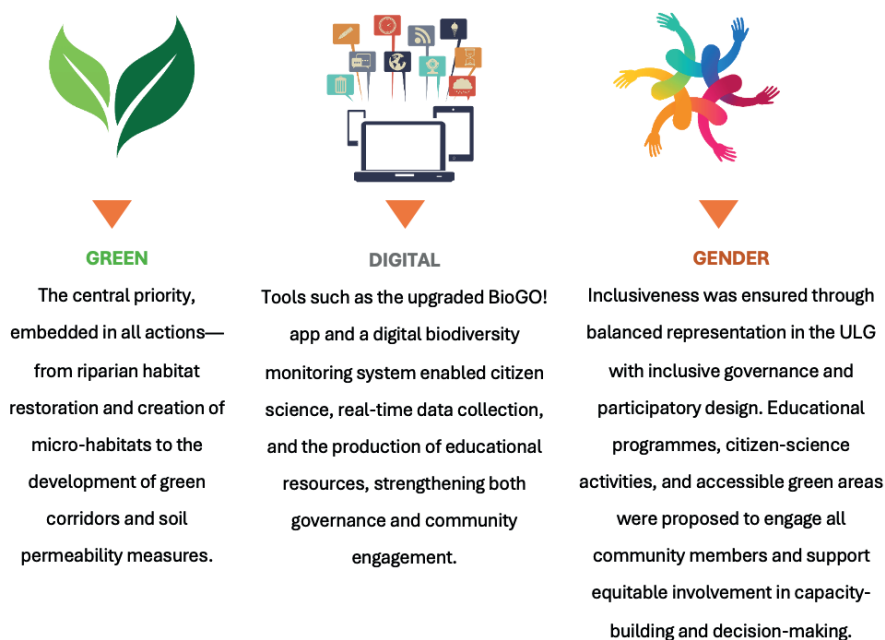 GREEN
The central priority,
embedded in all actions—
from riparian habitat
restoration and creation of
micro-habitats to the
development of green
corridors and soil
permeability measures.
DIGITAL
Tools such as the upgraded BioGO!
app and a digital biodiversity
monitoring system enabled citizen
science, real-time data collection,
and the production of educational
resources, strengthening both
governance and community
engagement.
GENDER
Inclusiveness was ensured through
balanced representation in the ULG
with inclusive governance and
participatory design. Educational
programmes, citizen-science
activities, and accessible green areas
were proposed to engage all
community members and support
equitable involvement in capacity-
building and decision-making.